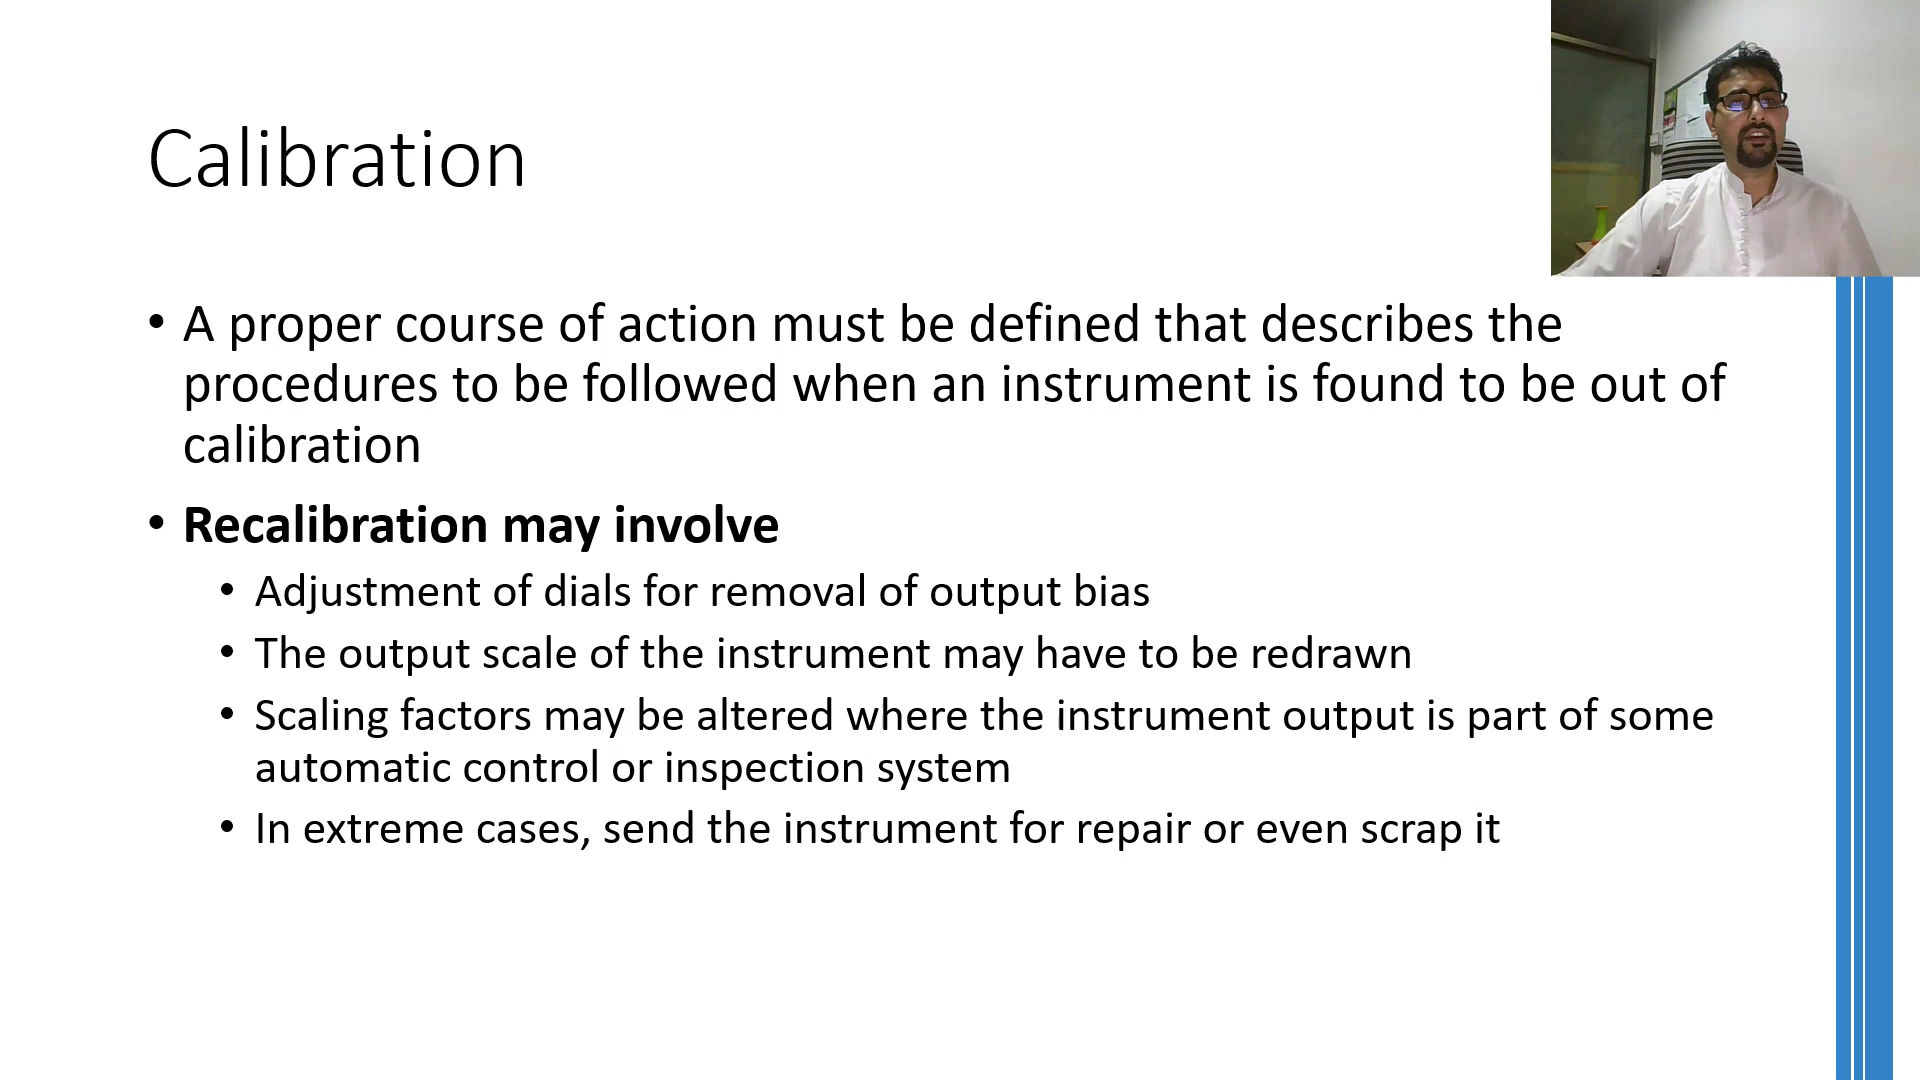 Calibration
• A proper course of action must be defined that describes the
procedures to be followed when an instrument is found to be out of
calibration
• Recalibration may involve
• Adjustment of dials for removal of output bias
• The output scale of the instrument may have to be redrawn
• Scaling factors may be altered where the instrument output is part of some
automatic control or inspection system
• In extreme cases, send the instrument for repair or even scrap it